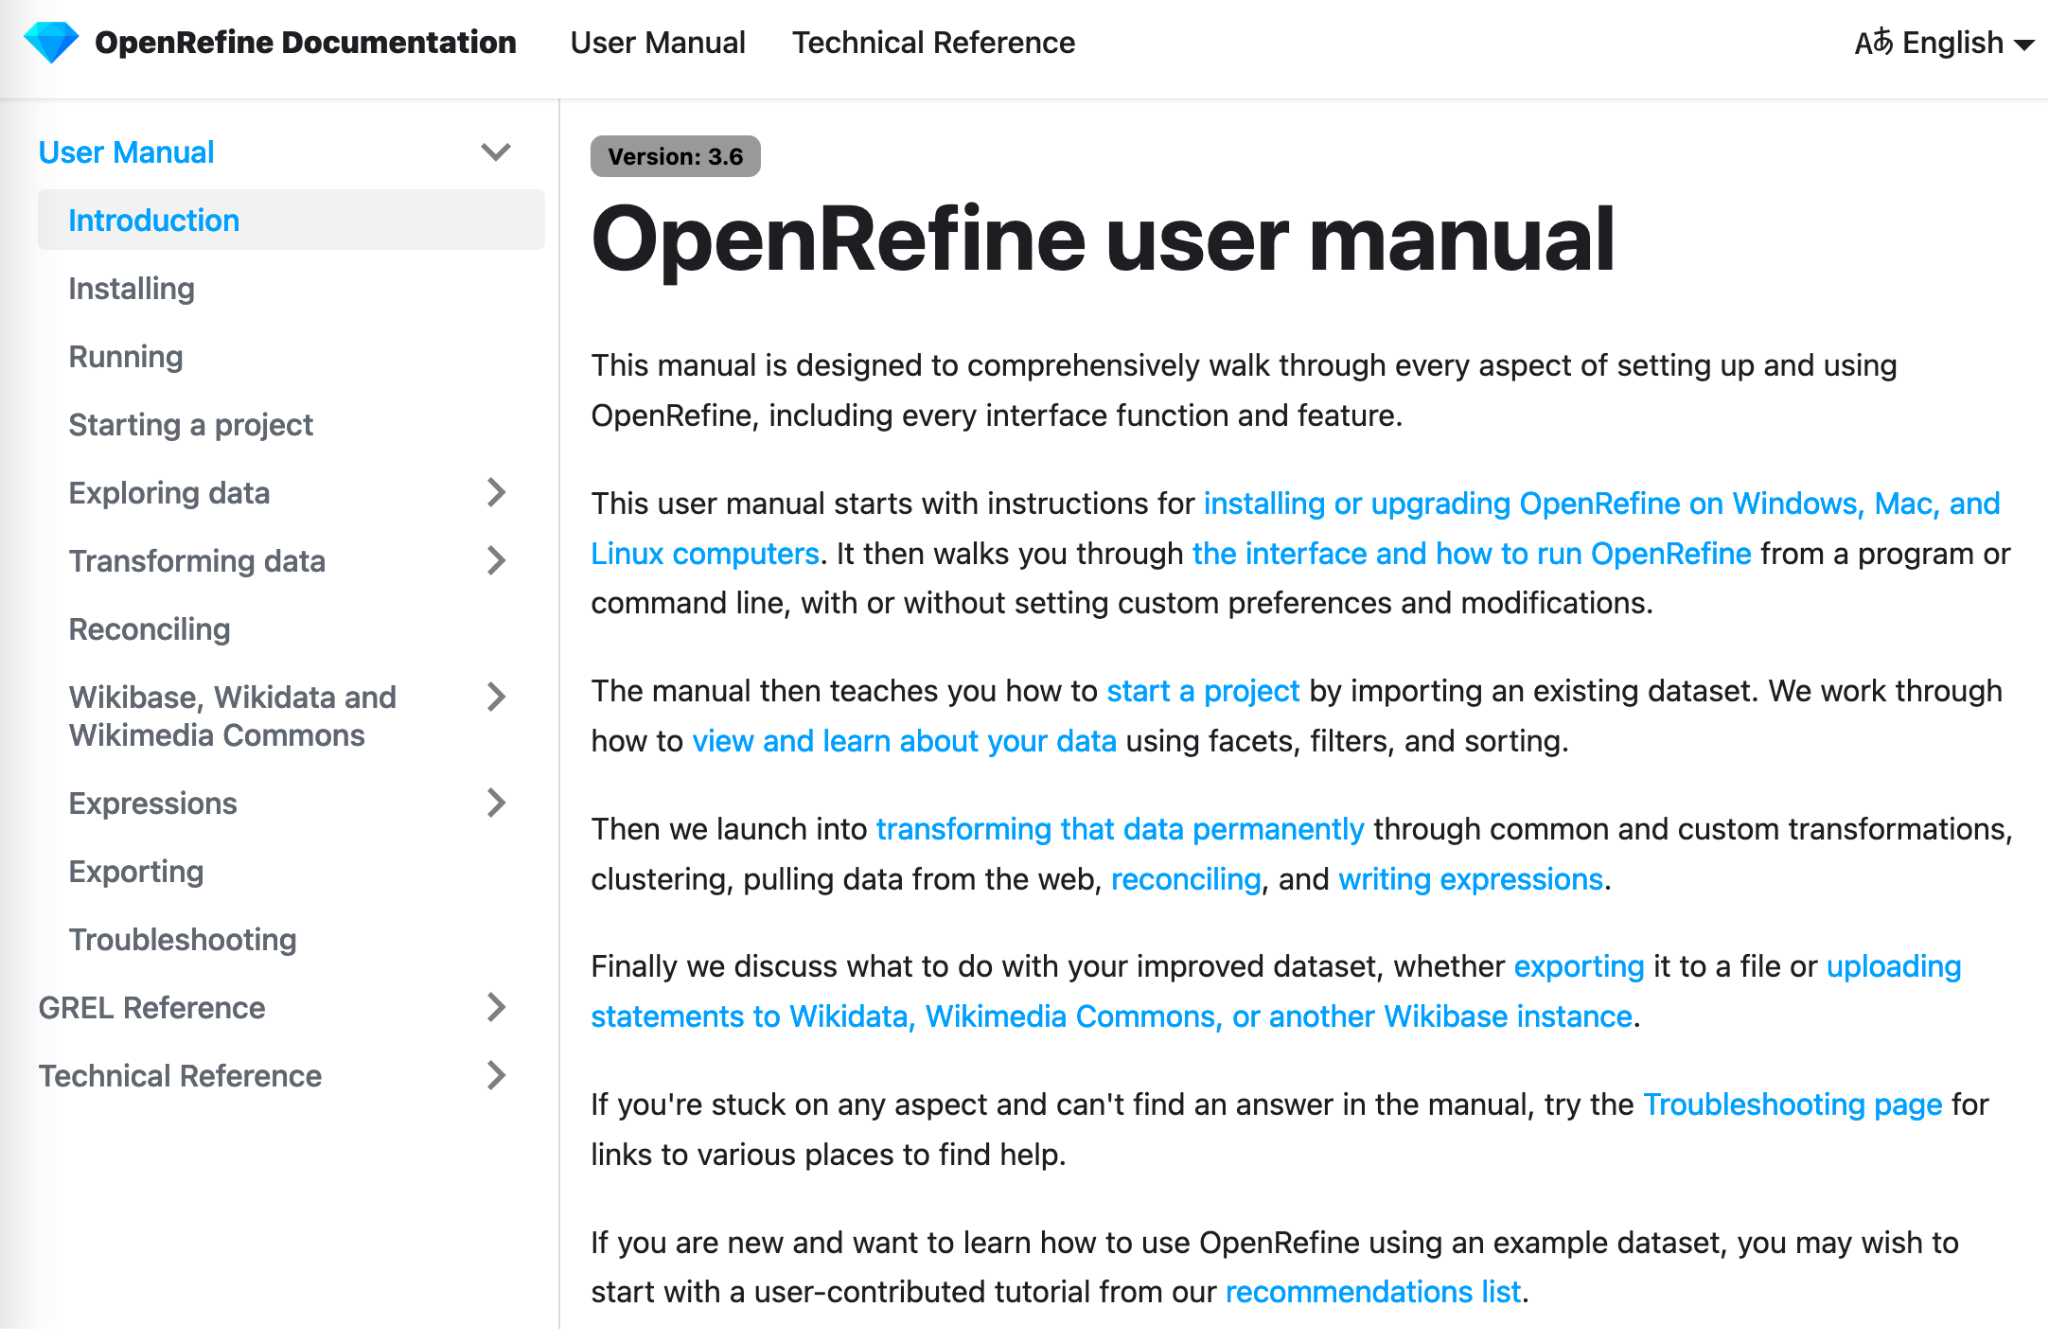 OpenRefine Documentation
User Manual
Technical Reference
Aあ English
User Manual
Introduction
Installing
Running
Starting a project
Exploring data
Transforming data
Reconciling
Wikibase, Wikidata and
Wikimedia Commons
Expressions
Exporting
Troubleshooting
GREL Reference
Technical Reference
Version: 3.6
OpenRefine user manual
This manual is designed to comprehensively walk through every aspect of setting up and using
OpenRefine, including every interface function and feature.
This user manual starts with instructions for installing or upgrading OpenRefine on Windows, Mac, and
Linux computers. It then walks you through the interface and how to run OpenRefine from a program or
command line, with or without setting custom preferences and modifications.
The manual then teaches you how to start a project by importing an existing dataset. We work through
how to view and learn about your data using facets, filters, and sorting.
Then we launch into transforming that data permanently through common and custom transformations,
clustering, pulling data from the web, reconciling, and writing expressions.
Finally we discuss what to do with your improved dataset, whether exporting it to a file or uploading
statements to Wikidata, Wikimedia Commons, or another Wikibase instance.
If you're stuck on any aspect and can't find an answer in the manual, try the Troubleshooting page for
links to various places to find help.
If you are new and want to learn how to use OpenRefine using an example dataset, you may wish to
start with a user-contributed tutorial from our recommendations list.